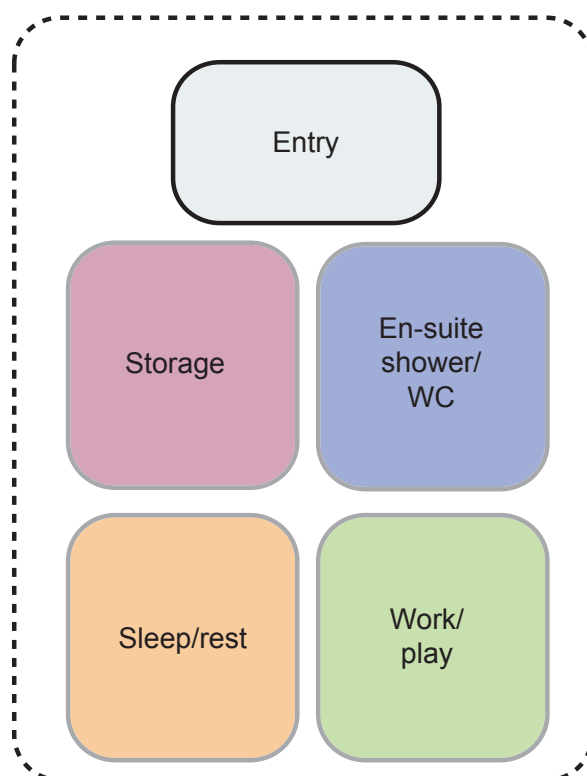 Entry
Storage
En-suite
shower/
WC
Sleep/rest
Work/
play